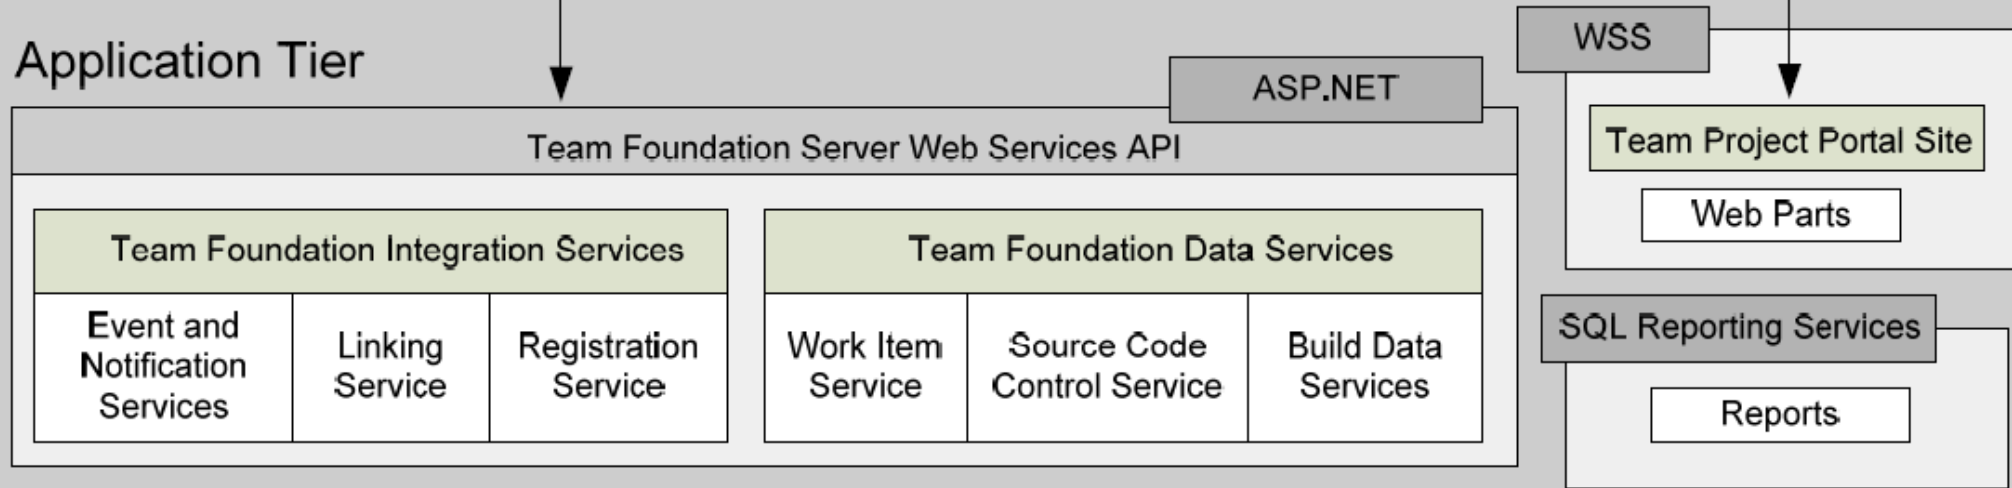 Application Tier
ASP.NET
Team Foundation Server Web Services API
Team Foundation Integration Services
Event and
Notification
Services
Linking
Service
Registration
Service
Team Foundation Data Services
Work Item
Service
Source Code
Control Service
Build Data
Services
WSS
Team Project Portal Site
Web Parts
SQL Reporting Services
Reports